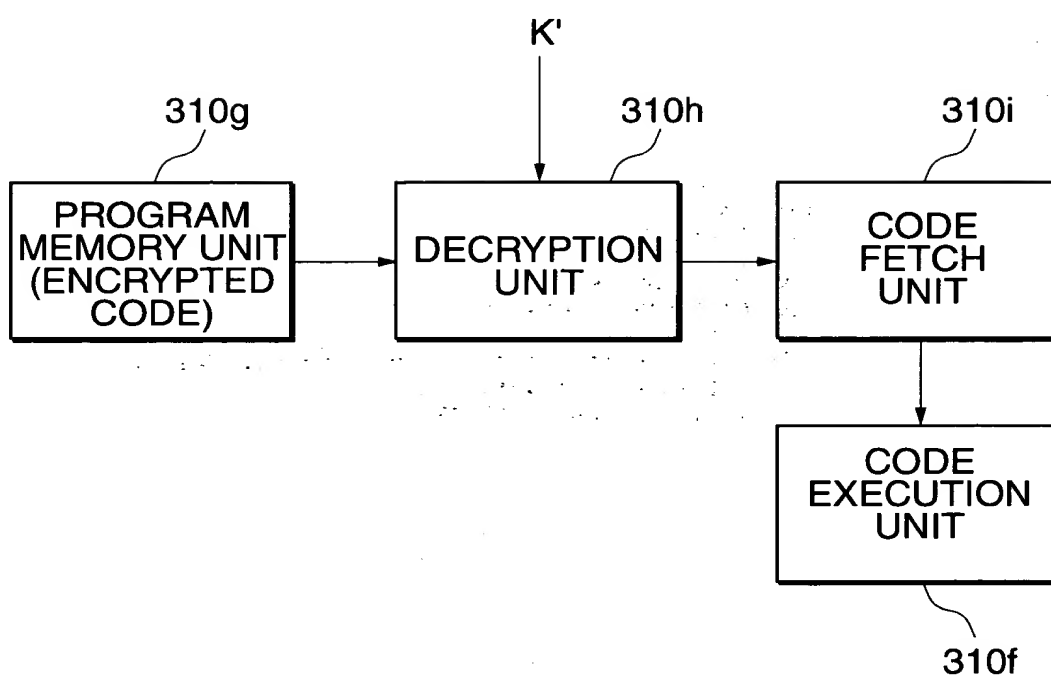 K'
310g
310h
310i
PROGRAM
MEMORY UNIT
(ENCRYPTED
CODE)
DECRYPTION
UNIT
CODE
FETCH
UNIT
CODE
EXECUTION
UNIT
310f